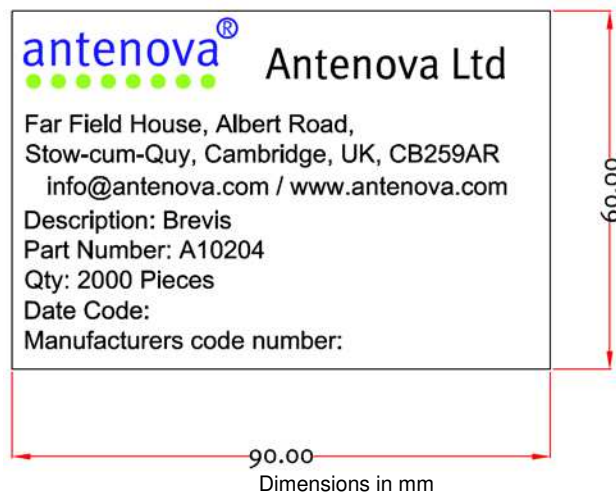 antenova®
Antenova Ltd
Far Field House, Albert Road,
Stow-cum-Quy, Cambridge, UK, CB259AR
info@antenova.com / www.antenova.com
Description: Brevis
Part Number: A10204
Qty: 2000 Pieces
Date Code:
Manufacturers code number:
60.00
90.00
Dimensions in mm